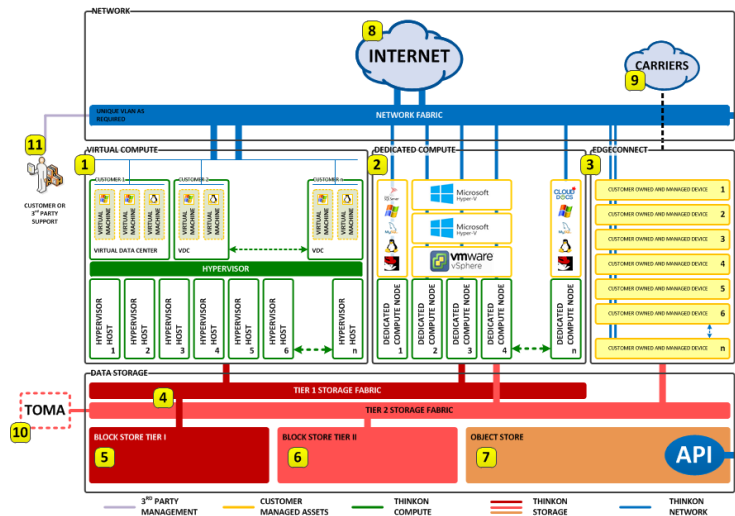 NETWORK
8
INTERNET
CARRIERS
9
UNIQUE VLAN AS
REQUIRED
NETWORK FABRIC
11
CUSTOMER OR
3RD PARTY
SUPPORT
VIRTUAL COMPUTE
1
CUSTOMER 1
VIRTUAL MACHINE
VIRTUAL MACHINE
VIRTUAL MACHINE
VIRTUAL DATA CENTER
CUSTOMER 2
VIRTUAL MACHINE
VIRTUAL MACHINE
VDC
CUSTOMER n
VIRTUAL MACHINE
VIRTUAL MACHINE
VDC
HYPERVISOR
HYPERVISOR HOST 1
HYPERVISOR HOST 2
HYPERVISOR HOST 3
HYPERVISOR HOST 4
HYPERVISOR HOST 5
HYPERVISOR HOST 6
HYPERVISOR HOST n
DEDICATED COMPUTE
2
Microsoft
Hyper-V
Microsoft
Hyper-V
vmware
vSphere
CLOUD
DOCS
DEDICATED COMPUTE NODE 1
DEDICATED COMPUTE NODE 2
DEDICATED COMPUTE NODE 3
DEDICATED COMPUTE NODE 4
DEDICATED COMPUTE NODE n
EDGECONNECT
3
CUSTOMER OWNED AND MANAGED DEVICE 1
CUSTOMER OWNED AND MANAGED DEVICE 2
CUSTOMER OWNED AND MANAGED DEVICE 3
CUSTOMER OWNED AND MANAGED DEVICE 4
CUSTOMER OWNED AND MANAGED DEVICE 5
CUSTOMER OWNED AND MANAGED DEVICE 6
CUSTOMER OWNED AND MANAGED DEVICE n
DATA STORAGE
TIER 1 STORAGE FABRIC
4
TIER 2 STORAGE FABRIC
TOMA
10
BLOCK STORE TIER I
5
BLOCK STORE TIER II
6
OBJECT STORE
7
API
3RD PARTY
MANAGEMENT
CUSTOMER
MANAGED ASSETS
THINKON
COMPUTE
THINKON
STORAGE
THINKON
NETWORK